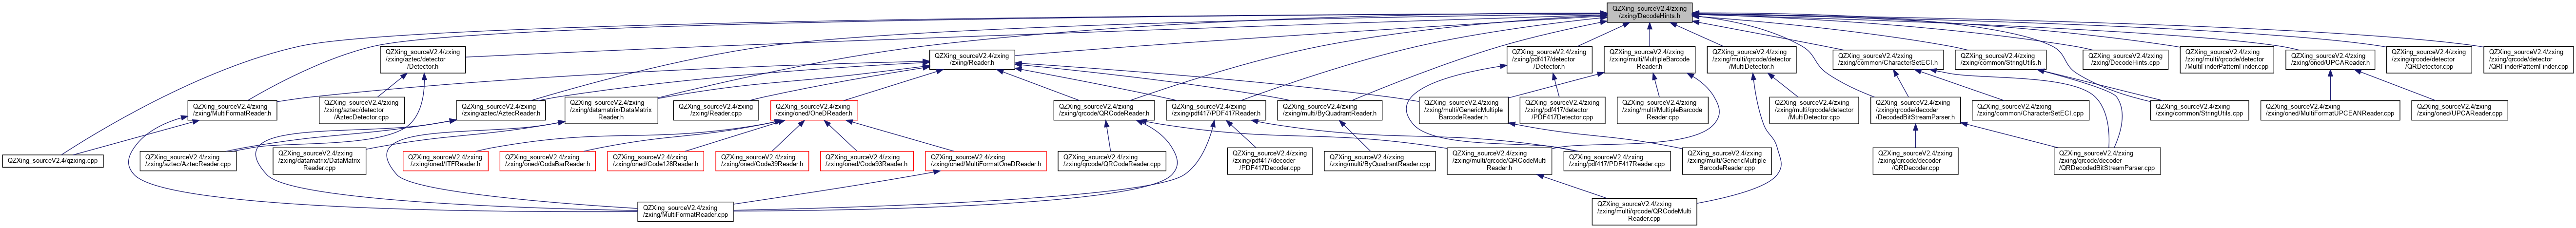 QZXing_sourceV2.4/zxing
/zxing/DecodeHints.h
QZXing_sourceV2.4/zxing
/zxing/aztec/detector
/Detector.h
QZXing_sourceV2.4/zxing
/zxing/Reader.h
QZXing_sourceV2.4/zxing
/zxing/pdf417/detector
/Detector.h
QZXing_sourceV2.4/zxing
/zxing/multi/MultipleBarcode
Reader.h
QZXing_sourceV2.4/zxing
/zxing/multi/qrcode/detector
/MultiDetector.h
QZXing_sourceV2.4/zxing
/zxing/common/CharacterSetECI.h
QZXing_sourceV2.4/zxing
/zxing/common/StringUtils.h
QZXing_sourceV2.4/zxing
/zxing/DecodeHints.cpp
QZXing_sourceV2.4/zxing
/zxing/multi/qrcode/detector
/MultiFinderPatternFinder.cpp
QZXing_sourceV2.4/zxing
/zxing/oned/UPCAReader.h
QZXing_sourceV2.4/zxing
/zxing/qrcode/detector
/QRDetector.cpp
QZXing_sourceV2.4/zxing
/zxing/qrcode/detector
/QRFinderPatternFinder.cpp
QZXing_sourceV2.4/zxing
/zxing/MultiFormatReader.h
QZXing_sourceV2.4/zxing
/zxing/aztec/detector
/AztecDetector.cpp
QZXing_sourceV2.4/zxing
/zxing/aztec/AztecReader.h
QZXing_sourceV2.4/zxing
/zxing/datamatrix/DataMatrix
Reader.h
QZXing_sourceV2.4/zxing
/zxing/Reader.cpp
QZXing_sourceV2.4/zxing
/zxing/oned/OneDReader.h
QZXing_sourceV2.4/zxing
/zxing/qrcode/QRCodeReader.h
QZXing_sourceV2.4/zxing
/zxing/pdf417/PDF417Reader.h
QZXing_sourceV2.4/zxing
/zxing/multi/ByQuadrantReader.h
QZXing_sourceV2.4/zxing
/zxing/multi/GenericMultiple
BarcodeReader.h
QZXing_sourceV2.4/zxing
/zxing/pdf417/detector
/PDF417Detector.cpp
QZXing_sourceV2.4/zxing
/zxing/multi/MultipleBarcode
Reader.cpp
QZXing_sourceV2.4/zxing
/zxing/multi/qrcode/detector
/MultiDetector.cpp
QZXing_sourceV2.4/zxing
/zxing/qrcode/decoder
/DecodedBitStreamParser.h
QZXing_sourceV2.4/zxing
/zxing/common/CharacterSetECI.cpp
QZXing_sourceV2.4/zxing
/zxing/common/StringUtils.cpp
QZXing_sourceV2.4/zxing
/zxing/oned/MultiFormatUPCEANReader.cpp
QZXing_sourceV2.4/zxing
/zxing/oned/UPCAReader.cpp
QZXing_sourceV2.4/qzxing.cpp
QZXing_sourceV2.4/zxing
/zxing/aztec/AztecReader.cpp
QZXing_sourceV2.4/zxing
/zxing/datamatrix/DataMatrix
Reader.cpp
QZXing_sourceV2.4/zxing
/zxing/oned/ITFReader.h
QZXing_sourceV2.4/zxing
/zxing/oned/CodaBarReader.h
QZXing_sourceV2.4/zxing
/zxing/oned/Code128Reader.h
QZXing_sourceV2.4/zxing
/zxing/oned/Code39Reader.h
QZXing_sourceV2.4/zxing
/zxing/oned/Code93Reader.h
QZXing_sourceV2.4/zxing
/zxing/oned/MultiFormatOneDReader.h
QZXing_sourceV2.4/zxing
/zxing/qrcode/QRCodeReader.cpp
QZXing_sourceV2.4/zxing
/zxing/pdf417/decoder
/PDF417Decoder.cpp
QZXing_sourceV2.4/zxing
/zxing/multi/ByQuadrantReader.cpp
QZXing_sourceV2.4/zxing
/zxing/multi/qrcode/QRCodeMulti
Reader.h
QZXing_sourceV2.4/zxing
/zxing/pdf417/PDF417Reader.cpp
QZXing_sourceV2.4/zxing
/zxing/multi/GenericMultiple
BarcodeReader.cpp
QZXing_sourceV2.4/zxing
/zxing/qrcode/decoder
/QRDecoder.cpp
QZXing_sourceV2.4/zxing
/zxing/qrcode/decoder
/QRDecodedBitStreamParser.cpp
QZXing_sourceV2.4/zxing
/zxing/MultiFormatReader.cpp
QZXing_sourceV2.4/zxing
/zxing/multi/qrcode/QRCodeMulti
Reader.cpp